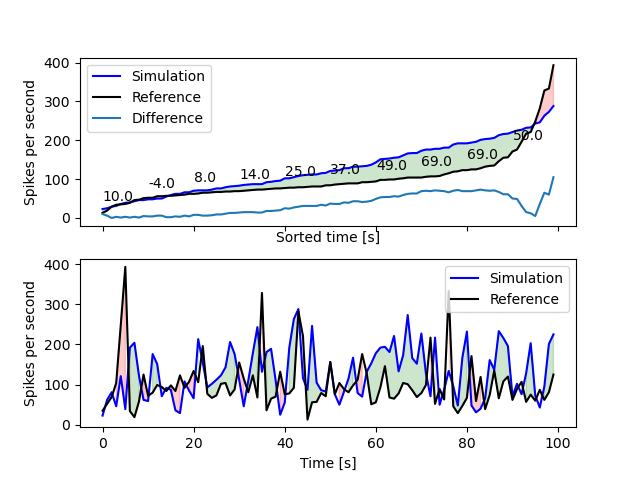 400
300
200
100
0
Spikes per second
Simulation
Reference
Difference
10.0
-4.0
8.0
14.0
25.0
37.0
49.0
69.0
69.0
50.0
Sorted time [s]
400
300
200
100
0
Spikes per second
Simulation
Reference
0
20
40
60
80
100
Time [s]